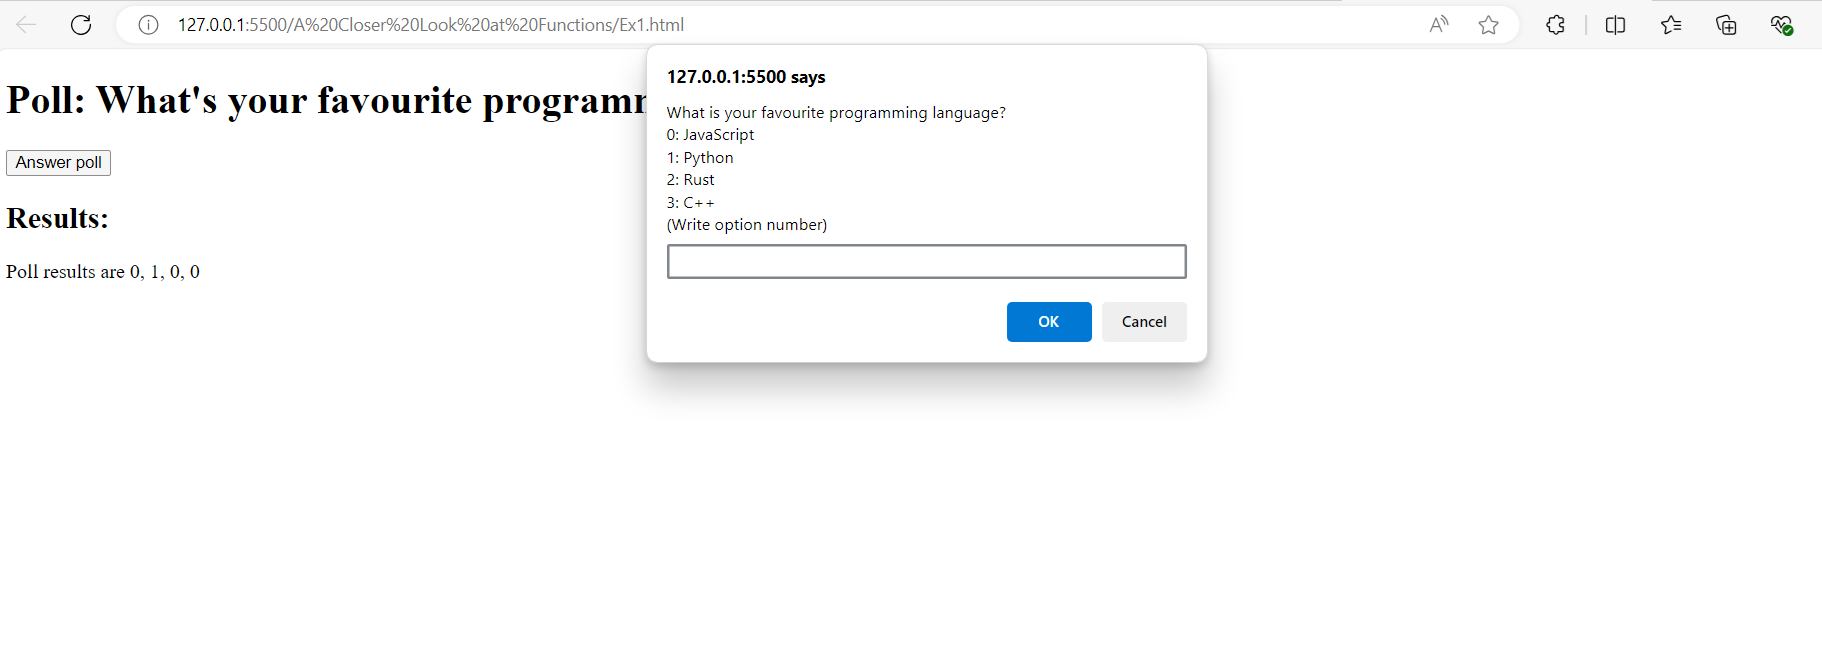 127.0.0.1:5500/A%20Closer%20Look%20at%20Functions/Ex1.html
Poll: What's your favourite programm
Answer poll
Results:
Poll results are 0, 1, 0, 0
127.0.0.1:5500 says
What is your favourite programming language?
0: JavaScript
1: Python
2: Rust
3: C++
(Write option number)
OK
Cancel